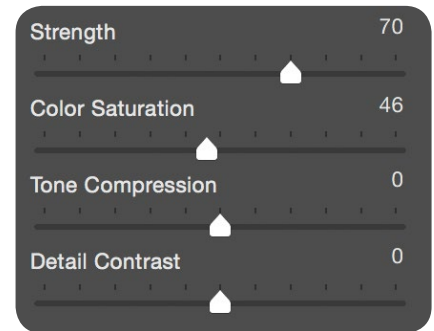 Strength 70
Color Saturation 46
Tone Compression 0
Detail Contrast 0